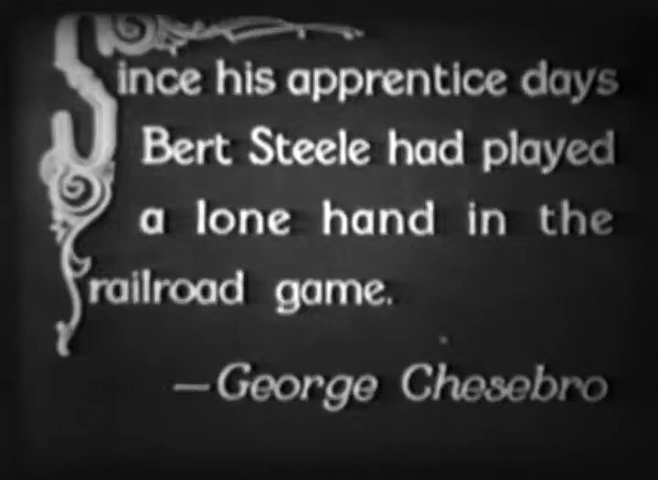 Since his apprentice days
Bert Steele had played
a lone hand in the
railroad game.
—George Chesebro